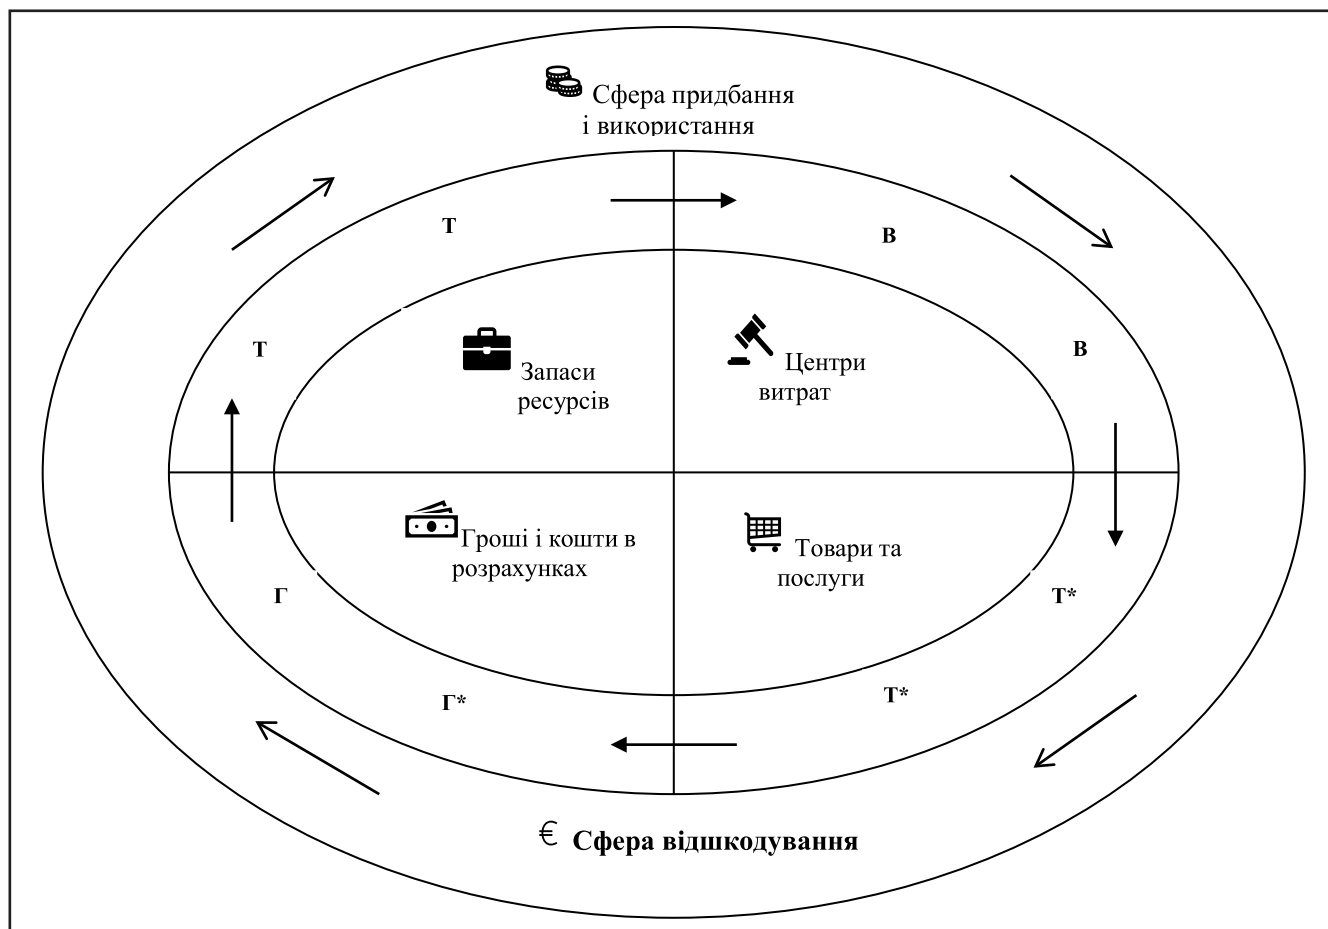 Сфера придбання
і використання
Т
В
Т
В
Запаси
ресурсів
Центри
витрат
Гроші і кошти в
розрахунках
Товари та
послуги
Г
Т*
Г*
Т*
€ Сфера відшкодування